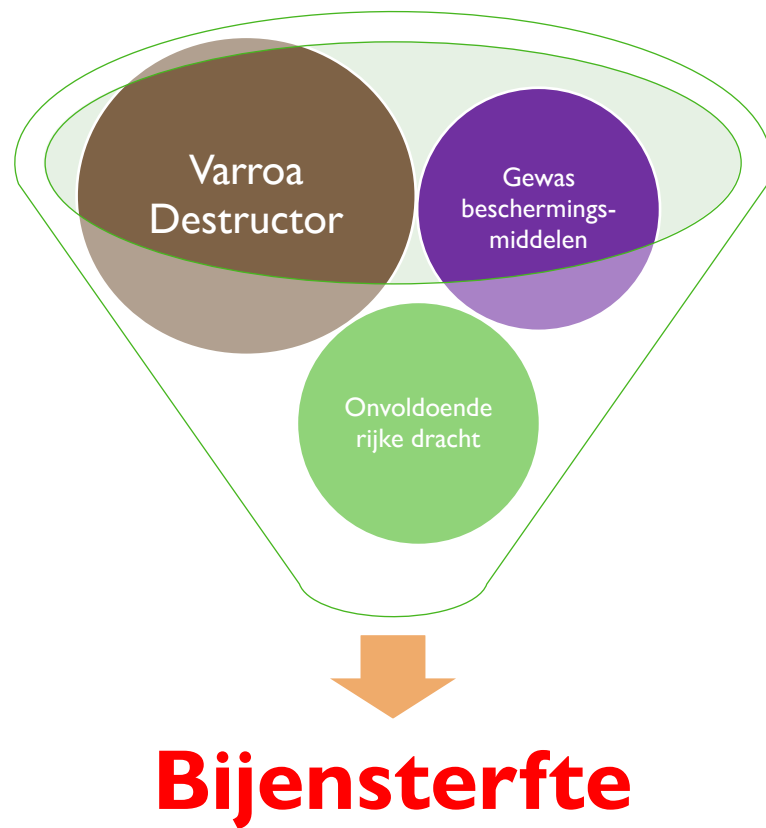 Varroa
Destructor
Gewas
beschermings-
middelen
Onvoldoende
rijke dracht
Bijensterfte